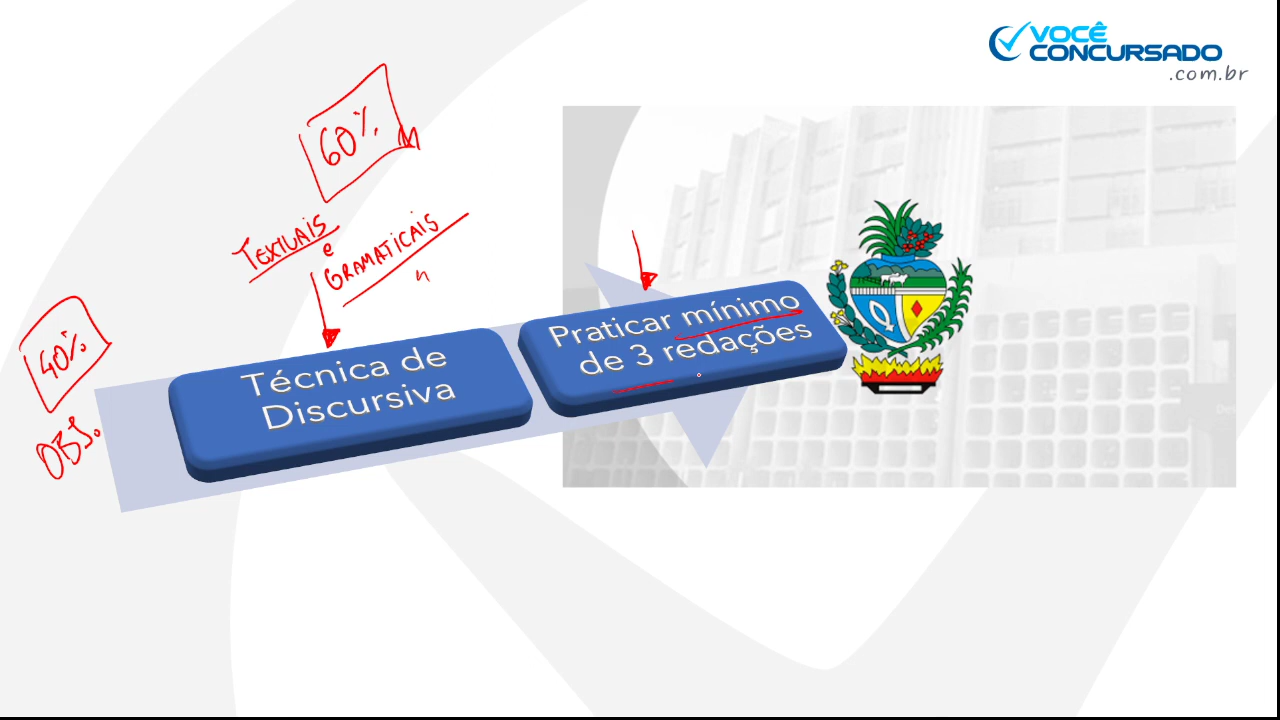 VOCÊ
CONCURSADO
.com.br
60%
TEXTUAIS
e
GRAMATICAIS
40%
OBJ.
Técnica de
Discursiva
Praticar mínimo
de 3 redações